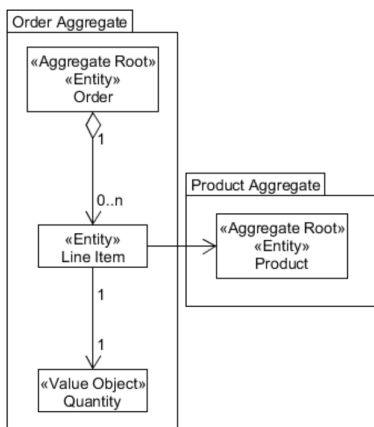 Order Aggregate
«Aggregate Root»
«Entity»
Order
1
0..n
Product Aggregate
«Aggregate Root»
«Entity»
Product
«Entity»
Line Item
1
1
«Value Object»
Quantity